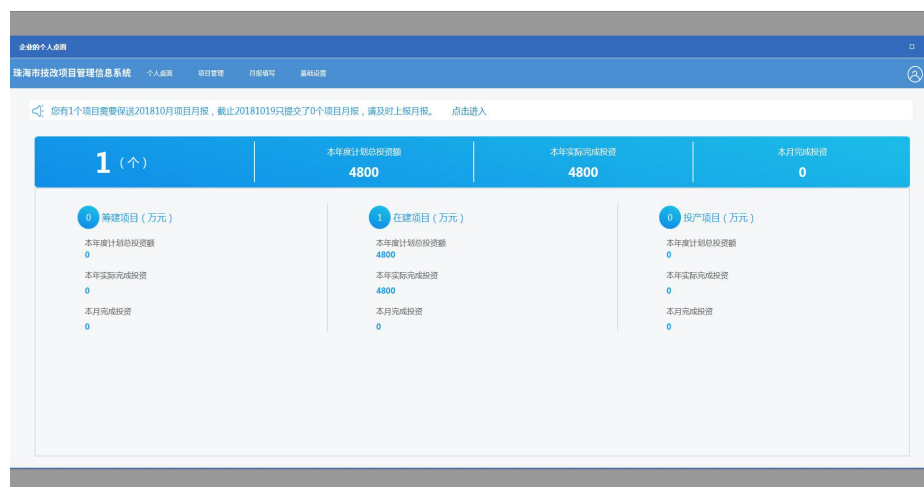 企业的个人桌面
珠海市技改项目管理信息系统 个人桌面 项目管理 月报填写 基础设置
您有1个项目需要保送201810月项目月报，截止20181019只提交了0个项目月报，请及时上报月报。 点击进入
1（个） 本年度计划总投资额 4800 本年实际完成投资 4800 本月完成投资 0
0 筹建项目（万元）
本年度计划总投资额
0
本年实际完成投资
0
本月完成投资
0
1 在建项目（万元）
本年度计划总投资额
4800
本年实际完成投资
4800
本月完成投资
0
0 投产项目（万元）
本年度计划总投资额
0
本年实际完成投资
0
本月完成投资
0